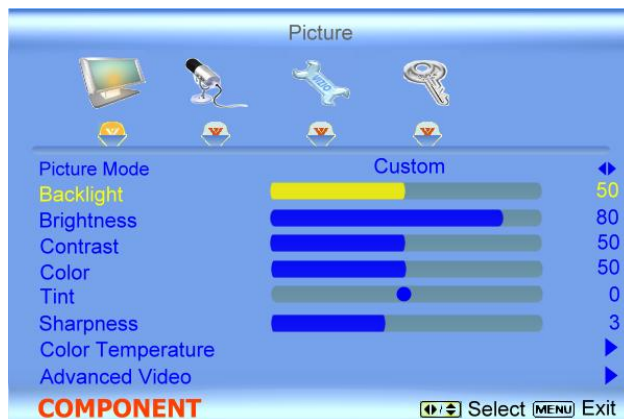 Picture
VIZIO
Picture Mode Custom
Backlight 50
Brightness 80
Contrast 50
Color 50
Tint 0
Sharpness 3
Color Temperature
Advanced Video
COMPONENT Select MENU Exit